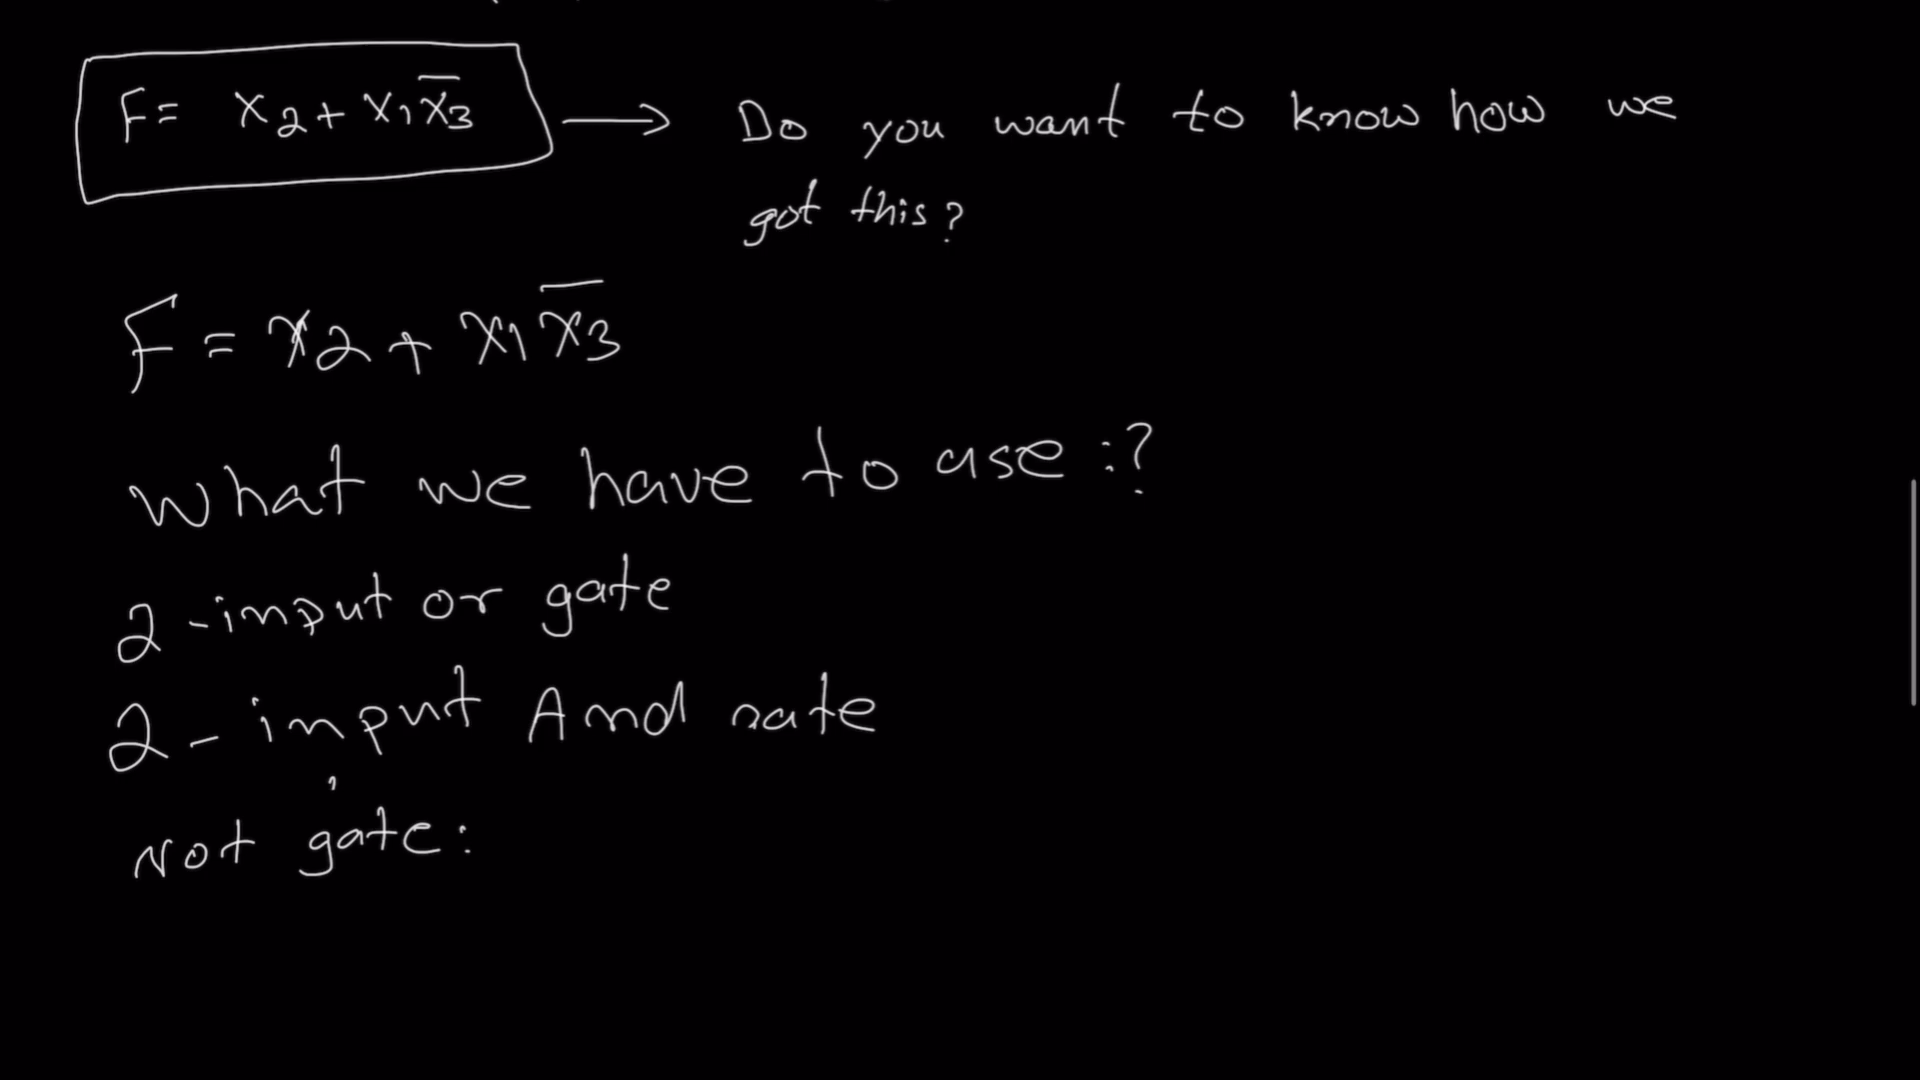 F = x2 + x1x̅3̅ → Do you want to know how we
got this?
F = x2 + x1x̅3̅
What we have to use :?
2 - input or gate
2 - input And nate
Not gate: